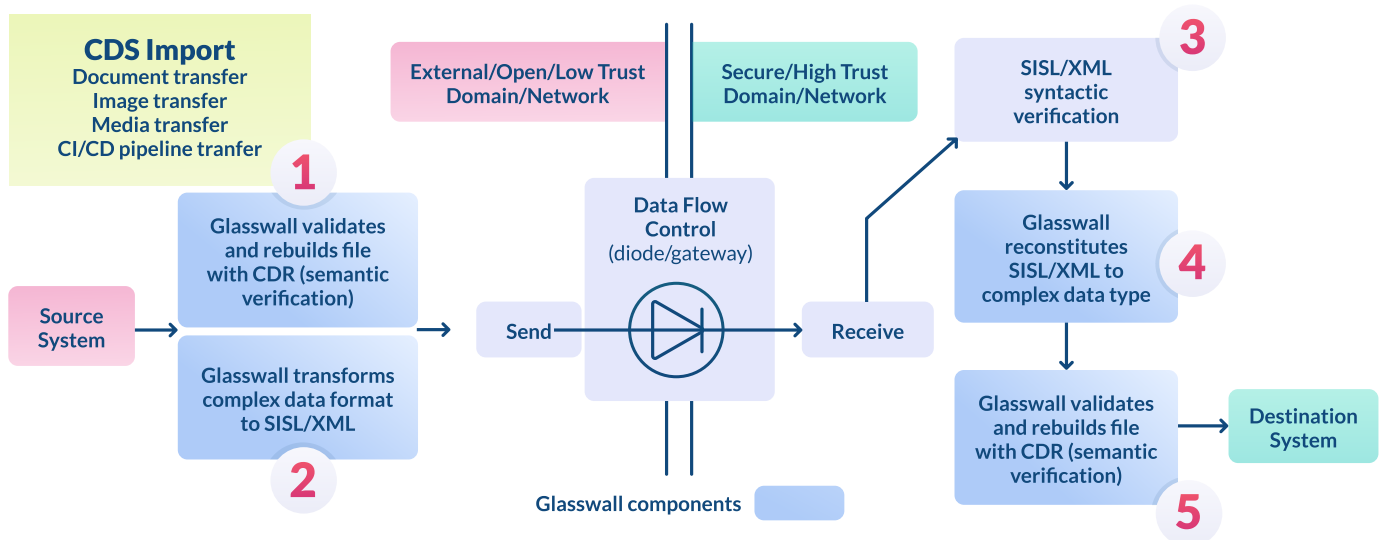 CDS Import
Document transfer
Image transfer
Media transfer
CI/CD pipeline tranfer
External/Open/Low Trust
Domain/Network
Secure/High Trust
Domain/Network
1
Glasswall validates
and rebuilds file
with CDR (semantic
verification)
Source
System
Glasswall transforms
complex data format
to SISL/XML
2
Data Flow
Control
(diode/gateway)
Send
Receive
3
SISL/XML
syntactic
verification
Glasswall
reconstitutes
SISL/XML to
complex data type
4
Glasswall validates
and rebuilds file
with CDR (semantic
verification)
5
Destination
System
Glasswall components